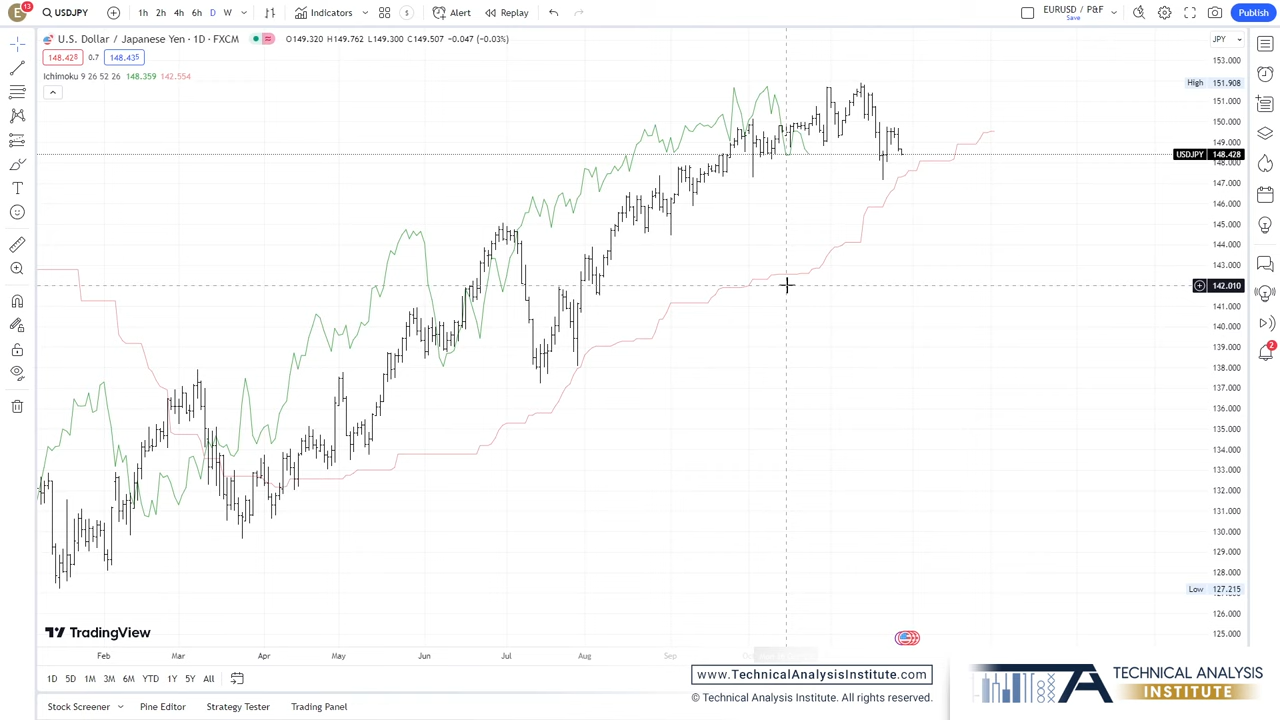 E 13 USDJPY 1h 2h 4h 6h D W Indicators Alert Replay EURUSD / P&F Save Publish
U.S. Dollar / Japanese Yen · 1D · FXCM O149.320 H149.762 L149.300 C149.507 −0.047 (−0.03%) JPY
148.428 0.7 148.435
Ichimoku 9 26 52 26 148.359 142.554
153.000
High 151.908
151.000
150.000
149.000
USDJPY 148.428
148.000
147.000
146.000
145.000
144.000
143.000
142.010
141.000
140.000
139.000
138.000
137.000
136.000
135.000
134.000
133.000
132.000
131.000
130.000
129.000
128.000
Low 127.215
126.000
125.000
2
TradingView
Feb Mar Apr May Jun Jul Aug Sep
1D 5D 1M 3M 6M YTD 1Y 5Y All
www.TechnicalAnalysisInstitute.com
© Technical Analysis Institute. All rights reserved.
TA TECHNICAL ANALYSIS
INSTITUTE
Stock Screener Pine Editor Strategy Tester Trading Panel